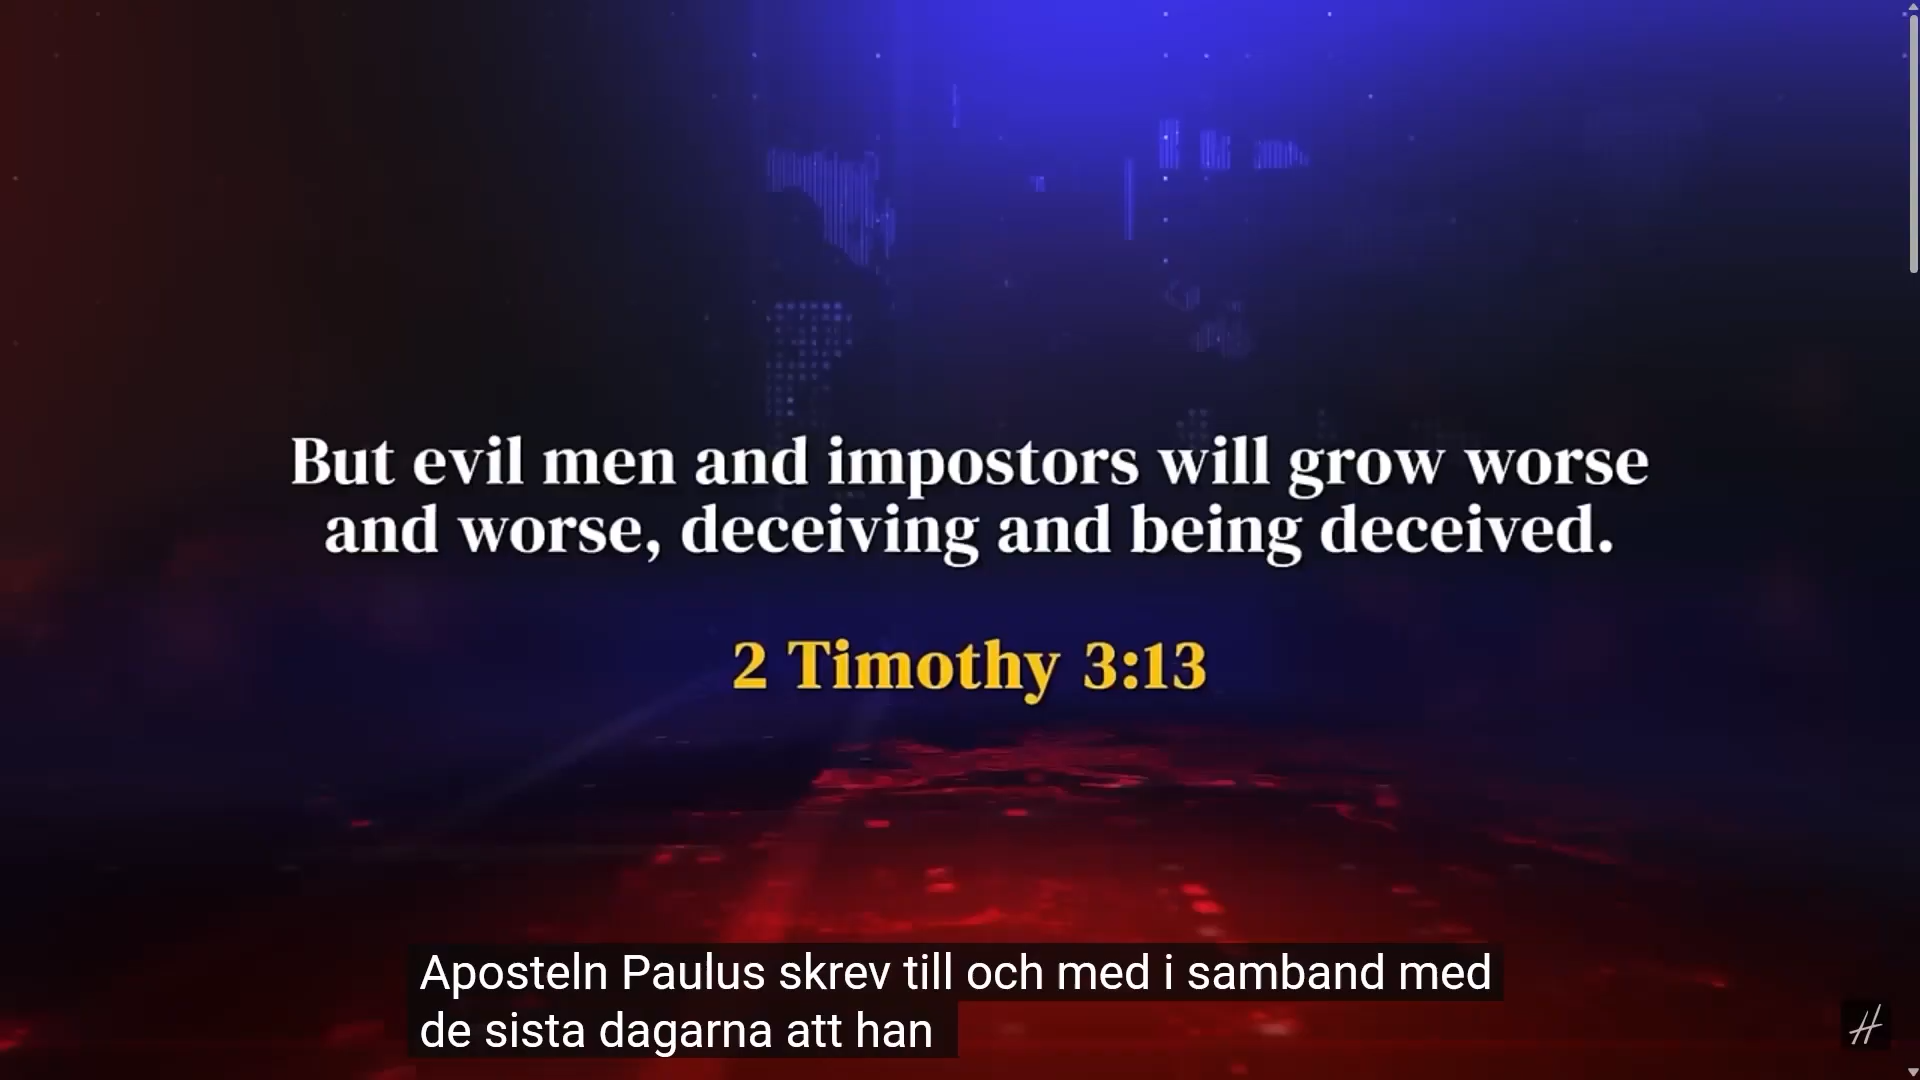 But evil men and impostors will grow worse
and worse, deceiving and being deceived.
2 Timothy 3:13
Aposteln Paulus skrev till och med i samband med
de sista dagarna att han
H